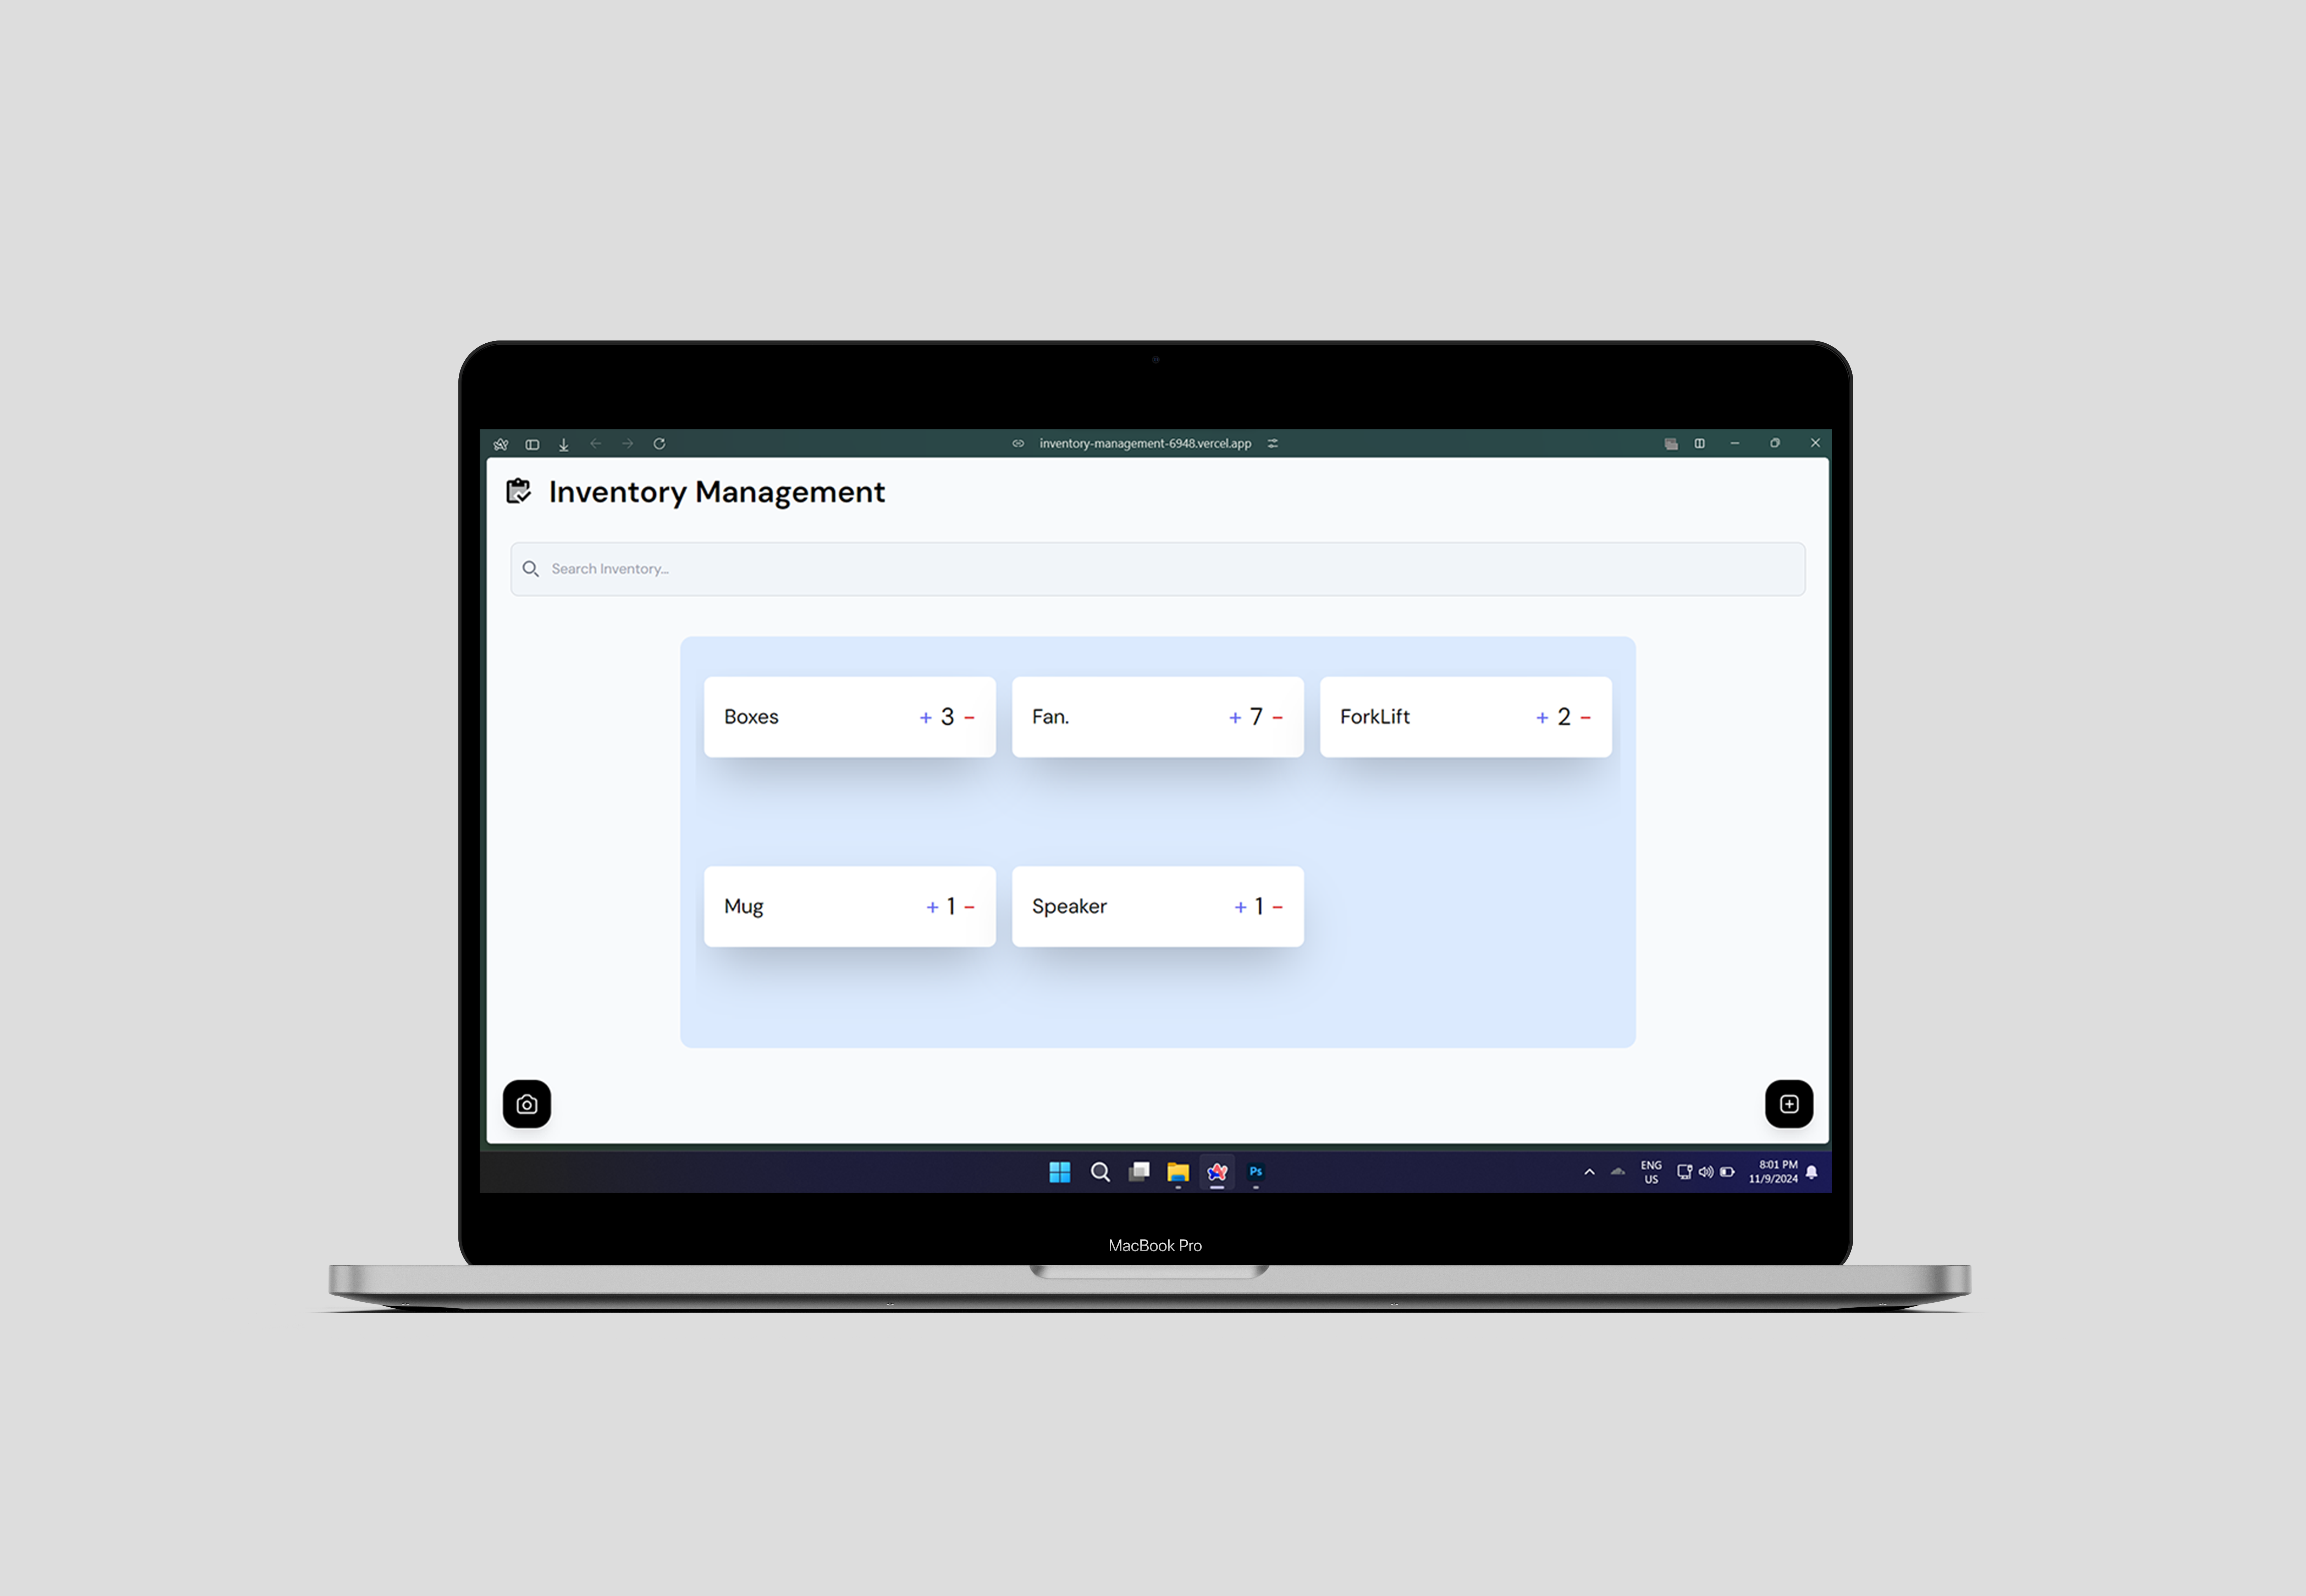 inventory-management-6948.vercel.app
Inventory Management
Search Inventory...
Boxes + 3 −
Fan. + 7 −
ForkLift + 2 −
Mug + 1 −
Speaker + 1 −
Ps
ENG
US
8:01 PM
11/9/2024
MacBook Pro